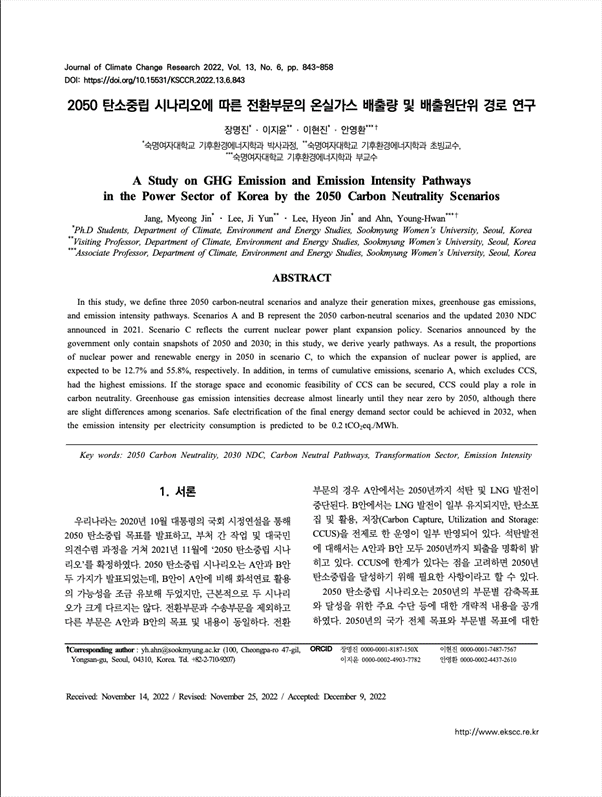 Journal of Climate Change Research 2022, Vol. 13, No. 6, pp. 843-858
DOI: https://doi.org/10.15531/KSCCR.2022.13.6.843
2050 탄소중립 시나리오에 따른 전환부문의 온실가스 배출량 및 배출원단위 경로 연구
장명진* · 이지윤** · 이현진* · 안영환***†
*숙명여자대학교 기후환경에너지학과 박사과정, **숙명여자대학교 기후환경에너지학과 초빙교수,
***숙명여자대학교 기후환경에너지학과 부교수
A Study on GHG Emission and Emission Intensity Pathways
in the Power Sector of Korea by the 2050 Carbon Neutrality Scenarios
Jang, Myeong Jin* · Lee, Ji Yun** · Lee, Hyeon Jin* and Ahn, Young-Hwan***†
*Ph.D Students, Department of Climate, Environment and Energy Studies, Sookmyung Women's University, Seoul, Korea
**Visiting Professor, Department of Climate, Environment and Energy Studies, Sookmyung Women's University, Seoul, Korea
***Associate Professor, Department of Climate, Environment and Energy Studies, Sookmyung Women's University, Seoul, Korea
ABSTRACT
In this study, we define three 2050 carbon-neutral scenarios and analyze their generation mixes, greenhouse gas emissions,
and emission intensity pathways. Scenarios A and B represent the 2050 carbon-neutral scenarios and the updated 2030 NDC
announced in 2021. Scenario C reflects the current nuclear power plant expansion policy. Scenarios announced by the
government only contain snapshots of 2050 and 2030; in this study, we derive yearly pathways. As a result, the proportions
of nuclear power and renewable energy in 2050 in scenario C, to which the expansion of nuclear power is applied, are
expected to be 12.7% and 55.8%, respectively. In addition, in terms of cumulative emissions, scenario A, which excludes CCS,
had the highest emissions. If the storage space and economic feasibility of CCS can be secured, CCS could play a role in
carbon neutrality. Greenhouse gas emission intensities decrease almost linearly until they near zero by 2050, although there
are slight differences among scenarios. Safe electrification of the final energy demand sector could be achieved in 2032, when
the emission intensity per electricity consumption is predicted to be 0.2 tCO₂eq./MWh.
Key words: 2050 Carbon Neutrality, 2030 NDC, Carbon Neutral Pathways, Transformation Sector, Emission Intensity
1. 서론
우리나라는 2020년 10월 대통령의 국회 시정연설을 통해
2050 탄소중립 목표를 발표하고, 부처 간 작업 및 대국민
의견수렴 과정을 거쳐 2021년 11월에 '2050 탄소중립 시나
리오'를 확정하였다. 2050 탄소중립 시나리오는 A안과 B안
두 가지가 발표되었는데, B안이 A안에 비해 화석연료 활용
의 가능성을 조금 유보해 두었지만, 근본적으로 두 시나리
오가 크게 다르지는 않다. 전환부문과 수송부문을 제외하고
다른 부문은 A안과 B안의 목표 및 내용이 동일하다. 전환
부문의 경우 A안에서는 2050년까지 석탄 및 LNG 발전이
중단된다. B안에서는 LNG 발전이 일부 유지되지만, 탄소포
집 및 활용, 저장(Carbon Capture, Utilization and Storage:
CCUS)을 전제로 한 운영이 일부 반영되어 있다. 석탄발전
에 대해서는 A안과 B안 모두 2050년까지 퇴출을 명확히 밝
히고 있다. CCUS에 한계가 있다는 점을 고려하면 2050년
탄소중립을 달성하기 위해 필요한 사항이라고 할 수 있다.
2050 탄소중립 시나리오는 2050년의 부문별 감축목표
와 달성을 위한 주요 수단 등에 대한 개략적 내용을 공개
하였다. 2050년의 국가 전체 목표와 부문별 목표에 대한
†Corresponding author : yh.ahn@sookmyung.ac.kr (100, Cheongpa-ro 47-gil,
Yongsan-gu, Seoul, 04310, Korea. Tel. +82-2-710-9207)
ORCID 장명진 0000-0001-8187-150X 이현진 0000-0001-7487-7567
이지윤 0000-0002-4903-7782 안영환 0000-0002-4437-2610
Received: November 14, 2022 / Revised: November 25, 2022 / Accepted: December 9, 2022
http://www.ekscc.re.kr